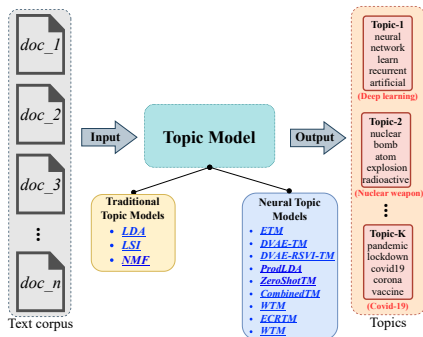 doc_1
doc_2
doc_3
doc_n
Text corpus
Input
Topic Model
Output
Traditional
Topic Models
LDA
LSI
NMF
Neural Topic
Models
ETM
DVAE-TM
DVAE-RSVI-TM
ProdLDA
ZeroShotTM
CombinedTM
WTM
ECRTM
WTM
Topic-1
neural
network
learn
recurrent
artificial
(Deep learning)
Topic-2
nuclear
bomb
atom
explosion
radioactive
(Nuclear weapon)
Topic-K
pandemic
lockdown
covid19
corona
vaccine
(Covid-19)
Topics